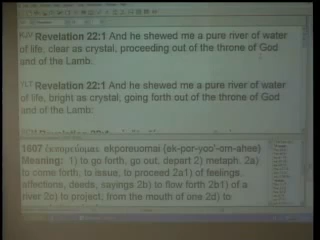 KJV Revelation 22:1 And he shewed me a pure river of water
of life, clear as crystal, proceeding out of the throne of God
and of the Lamb.
YLT Revelation 22:1 And he shewed me a pure river of water
of life, bright as crystal, going forth out of the throne of God
and of the Lamb:
1607 (εκπορεύομαι, ekporeuomai (ek-por-yoo'-om-ahee)
Meaning: 1) to go forth, go out, depart 2) metaph. 2a)
to come forth, to issue, to proceed 2a1) of feelings,
affections, deeds, sayings 2b) to flow forth 2b1) of a
river 2b) to project, from the mouth of one 2d) to